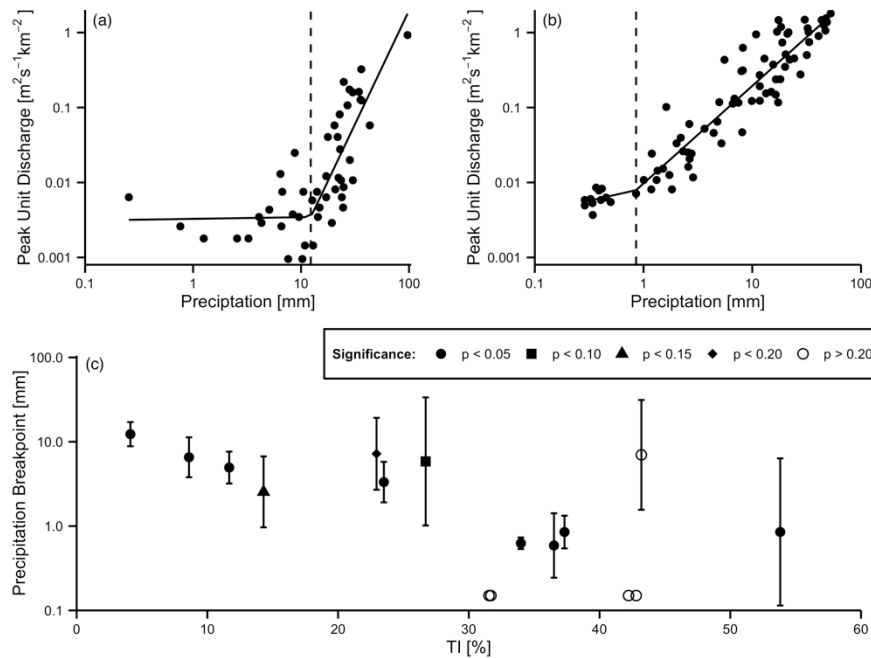 (a)
Peak Unit Discharge [m²s⁻¹km⁻²]
1
0.1
0.01
0.001
0.1
1
10
100
Preciptation [mm]
(b)
Peak Unit Discharge [m²s⁻¹km⁻²]
1
0.1
0.01
0.001
0.1
1
10
100
Preciptation [mm]
Significance: p < 0.05 p < 0.10 p < 0.15 p < 0.20 p > 0.20
(c)
Precipitation Breakpoint [mm]
100.0
10.0
1.0
0.1
0
10
20
30
40
50
60
TI [%]